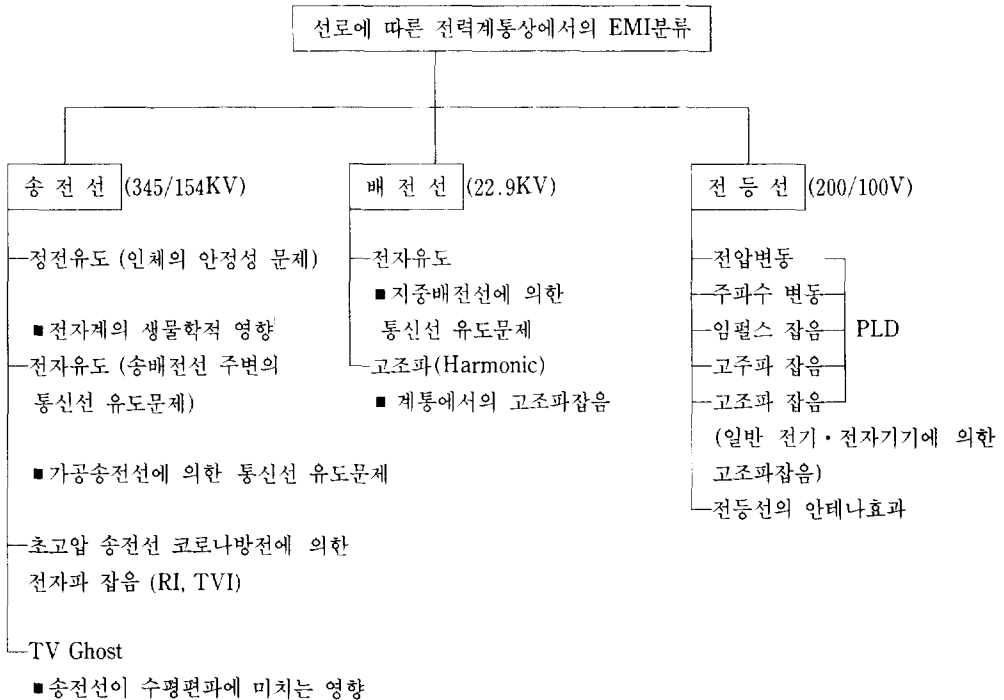 선로에 따른 전력계통상에서의 EMI분류
송 전 선 (345/154KV)
정전유도 (인체의 안정성 문제)
■ 전자계의 생물학적 영향
전자유도 (송배전선 주변의
통신선 유도문제)
■ 가공송전선에 의한 통신선 유도문제
초고압 송전선 코로나방전에 의한
전자파 잡음 (RI, TVI)
TV Ghost
■ 송전선이 수평편파에 미치는 영향
배 전 선 (22.9KV)
전자유도
■ 지중배전선에 의한
통신선 유도문제
고조파(Harmonic)
■ 계통에서의 고조파잡음
전 등 선 (200/100V)
전압변동
주파수 변동
임펄스 잡음
고주파 잡음
고조파 잡음
PLD
(일반 전기・전자기기에 의한
고조파잡음)
전등선의 안테나효과